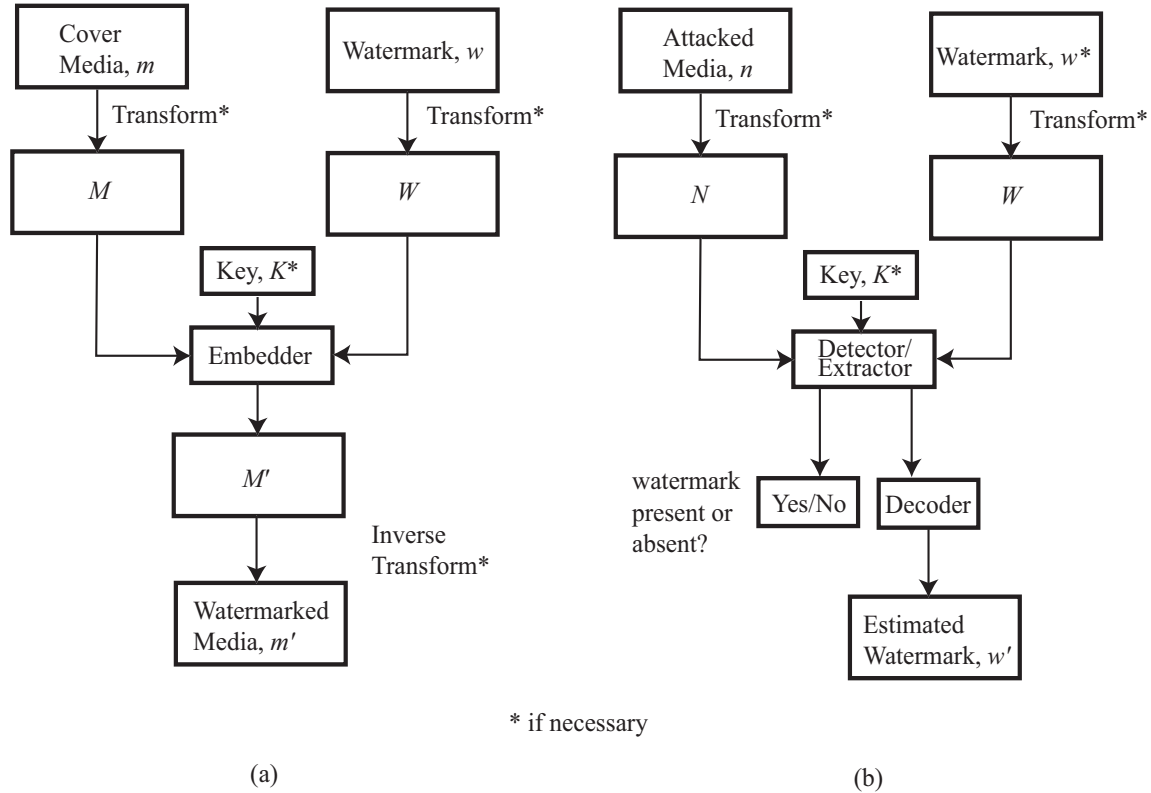 Cover
Media, m
Transform*
M
Watermark, w
Transform*
W
Key, K*
Embedder
M′
Inverse
Transform*
Watermarked
Media, m′
Attacked
Media, n
Transform*
N
Watermark, w*
Transform*
W
Key, K*
Detector/
Extractor
watermark
present or
absent?
Yes/No
Decoder
Estimated
Watermark, w′
* if necessary
(a)
(b)